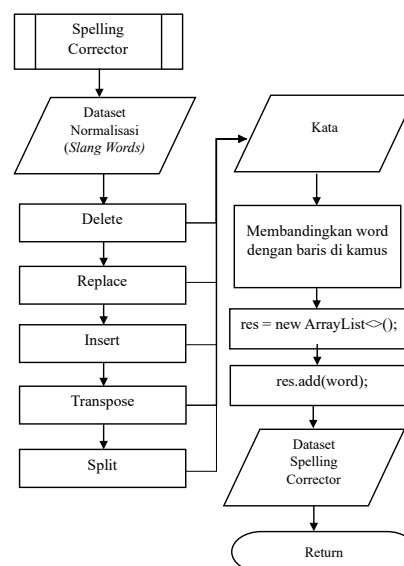 Spelling
Corrector
Dataset
Normalisasi
(Slang Words)
Delete
Replace
Insert
Transpose
Split
Kata
Membandingkan word
dengan baris di kamus
res = new ArrayList<>();
res.add(word);
Dataset
Spelling
Corrector
Return